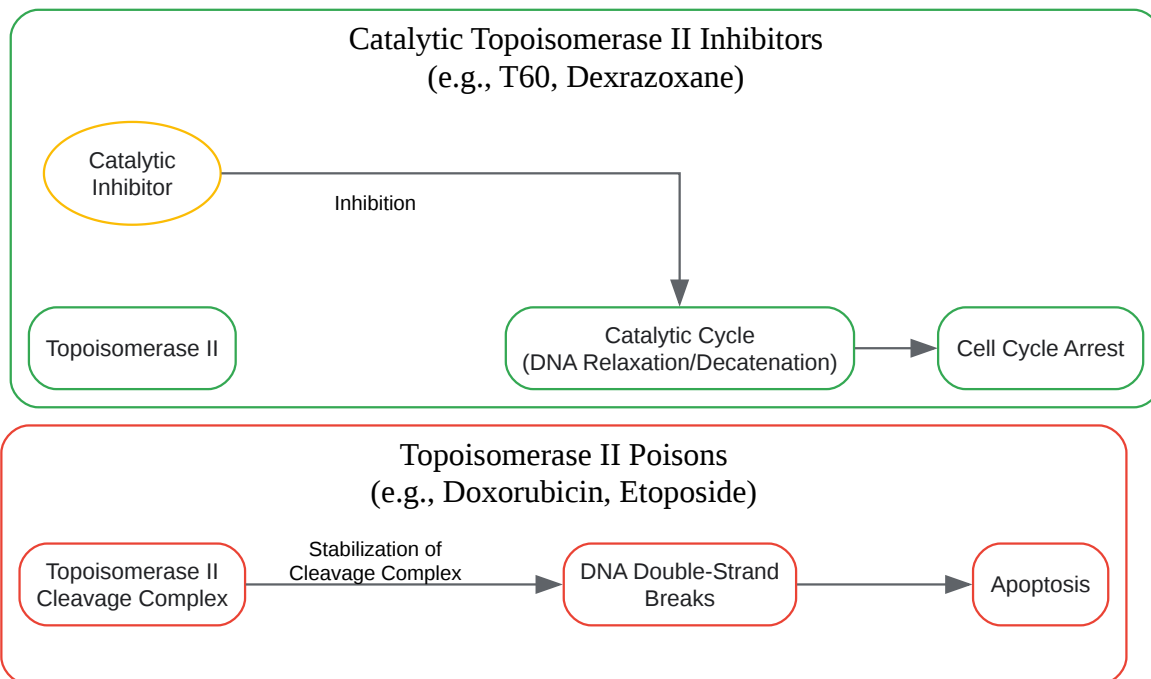 Catalytic Topoisomerase II Inhibitors
(e.g., T60, Dexrazoxane)
Catalytic
Inhibitor
Inhibition
Topoisomerase II
Catalytic Cycle
(DNA Relaxation/Decatenation)
Cell Cycle Arrest
Topoisomerase II Poisons
(e.g., Doxorubicin, Etoposide)
Topoisomerase II
Cleavage Complex
Stabilization of
Cleavage Complex
DNA Double-Strand
Breaks
Apoptosis